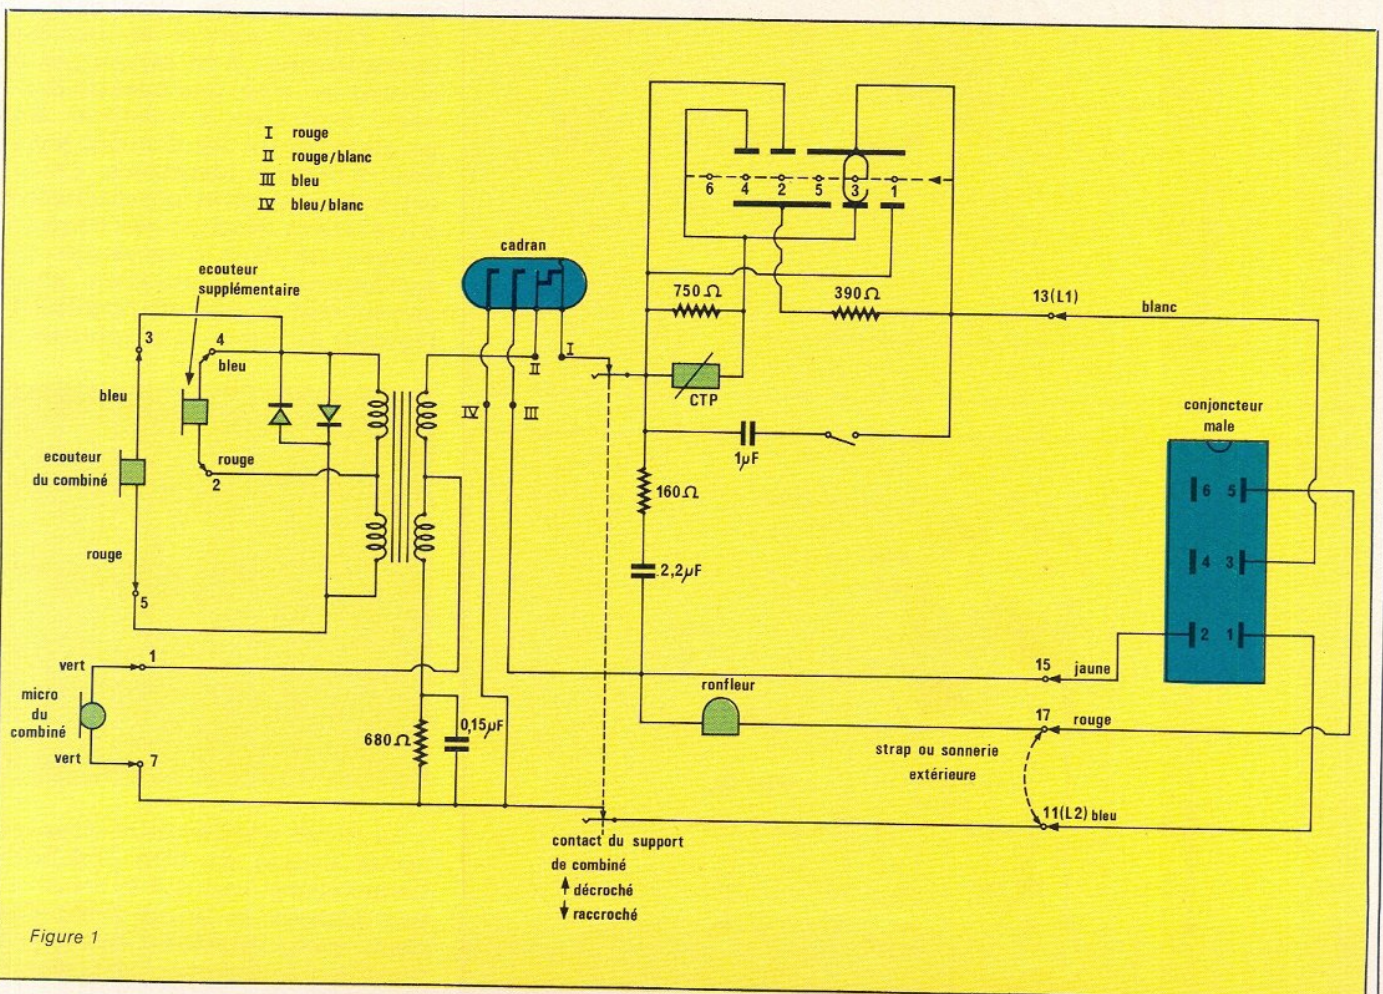 I rouge
II rouge/blanc
III bleu
IV bleu/blanc
6 4 2 5 3 1
cadran
ecouteur
supplémentaire
750 Ω
390 Ω
13(L1)
blanc
3
4
bleu
I
II
CTP
bleu
IV
III
conjoncteur
male
ecouteur
du combiné
rouge
2
1µF
160Ω
6 5
rouge
2,2µF
4 3
5
2 1
vert
1
15
jaune
ronfleur
micro
du
combiné
17
rouge
680Ω
0,15µF
strap ou sonnerie
extérieure
vert
7
11(L2) bleu
contact du support
de combiné
décroché
raccroché
Figure 1